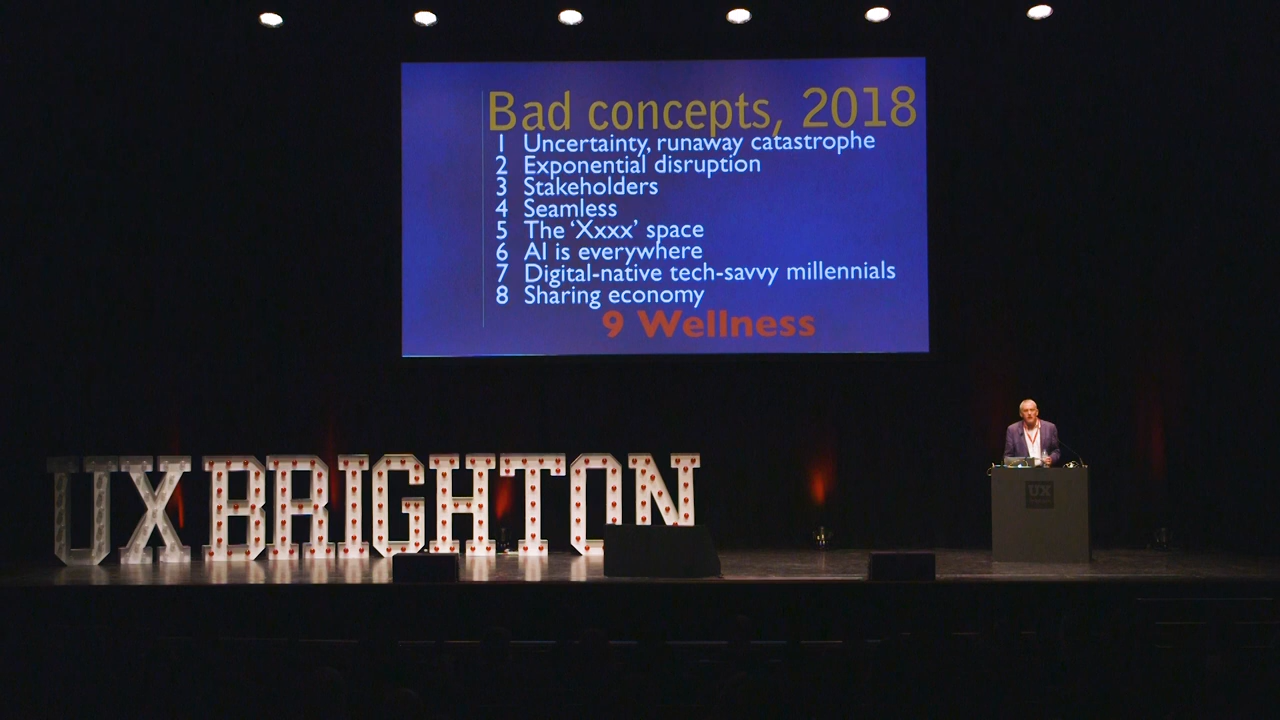 Bad concepts, 2018
1 Uncertainty, runaway catastrophe
2 Exponential disruption
3 Stakeholders
4 Seamless
5 The ‘Xxxx’ space
6 AI is everywhere
7 Digital-native tech-savvy millennials
8 Sharing economy
9 Wellness
UX BRIGHTON
UX